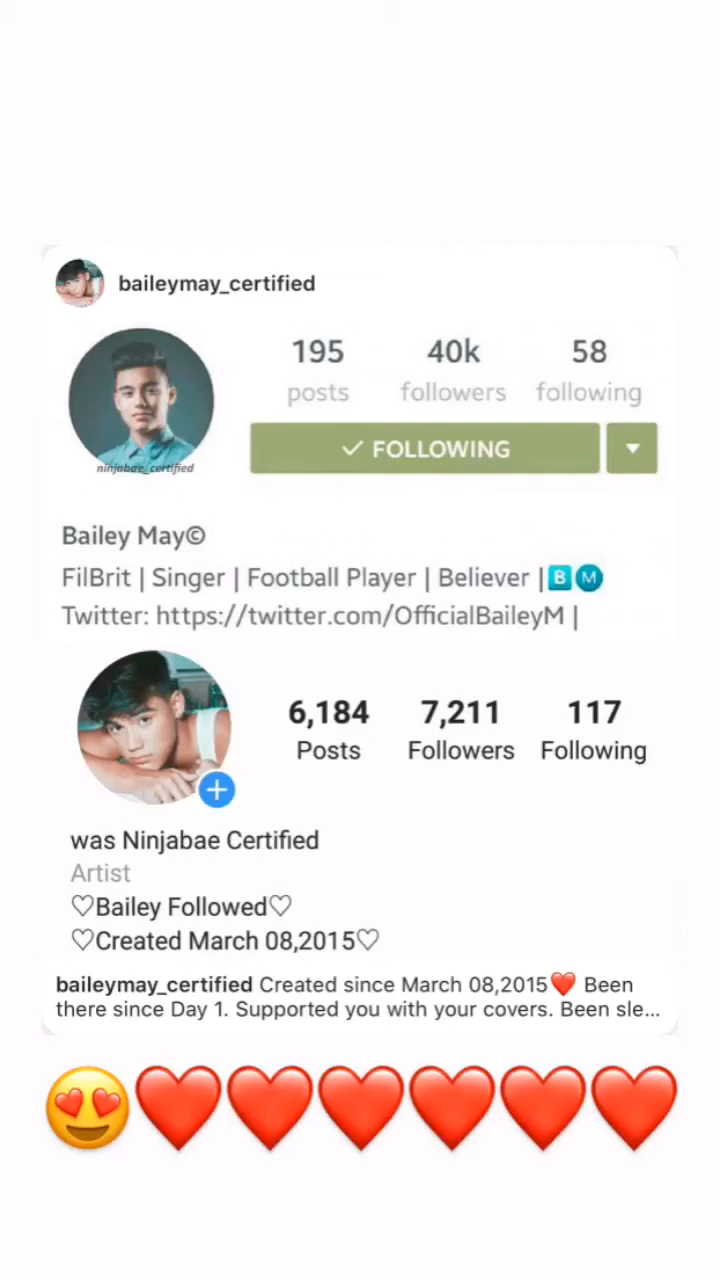 baileymay_certified
195 40k 58
posts followers following
✓ FOLLOWING
ninjabae_certified
Bailey May©
FilBrit | Singer | Football Player | Believer |🅱Ⓜ
Twitter: https://twitter.com/OfficialBaileyM |
6,184 7,211 117
Posts Followers Following
was Ninjabae Certified
Artist
♡Bailey Followed♡
♡Created March 08,2015♡
baileymay_certified Created since March 08,2015❤️ Been
there since Day 1. Supported you with your covers. Been sle...
😍❤️❤️❤️❤️❤️❤️